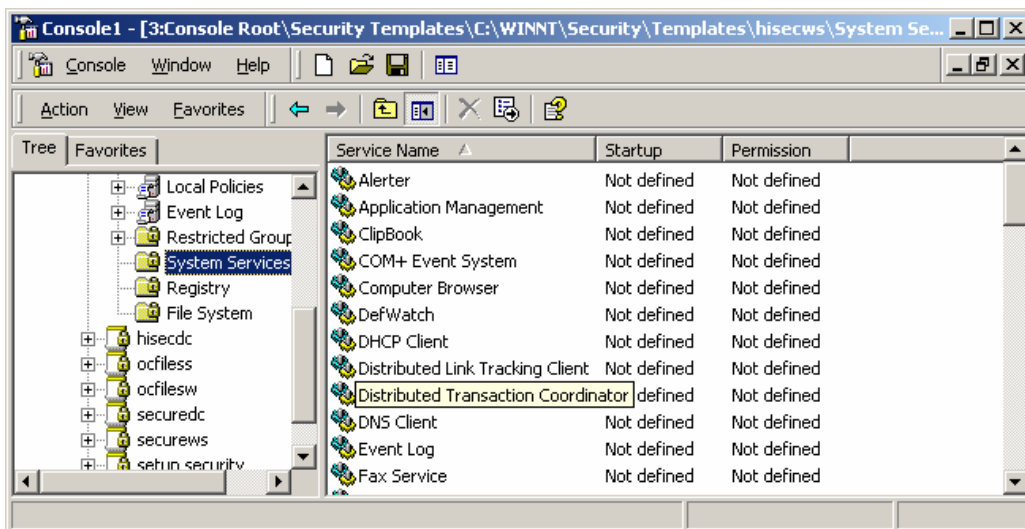 Console1 - [3:Console Root\Security Templates\C:\WINNT\Security\Templates\hisecws\System Se...
Console Window Help
Action View Favorites
Tree Favorites
Local Policies
Event Log
Restricted Group
System Services
Registry
File System
hisecdc
ocfiless
ocfilesw
securedc
securews
setup security
Service Name Startup Permission
Alerter Not defined Not defined
Application Management Not defined Not defined
ClipBook Not defined Not defined
COM+ Event System Not defined Not defined
Computer Browser Not defined Not defined
DefWatch Not defined Not defined
DHCP Client Not defined Not defined
Distributed Link Tracking Client Not defined Not defined
Distributed Transaction Coordinator defined Not defined
DNS Client Not defined Not defined
Event Log Not defined Not defined
Fax Service Not defined Not defined